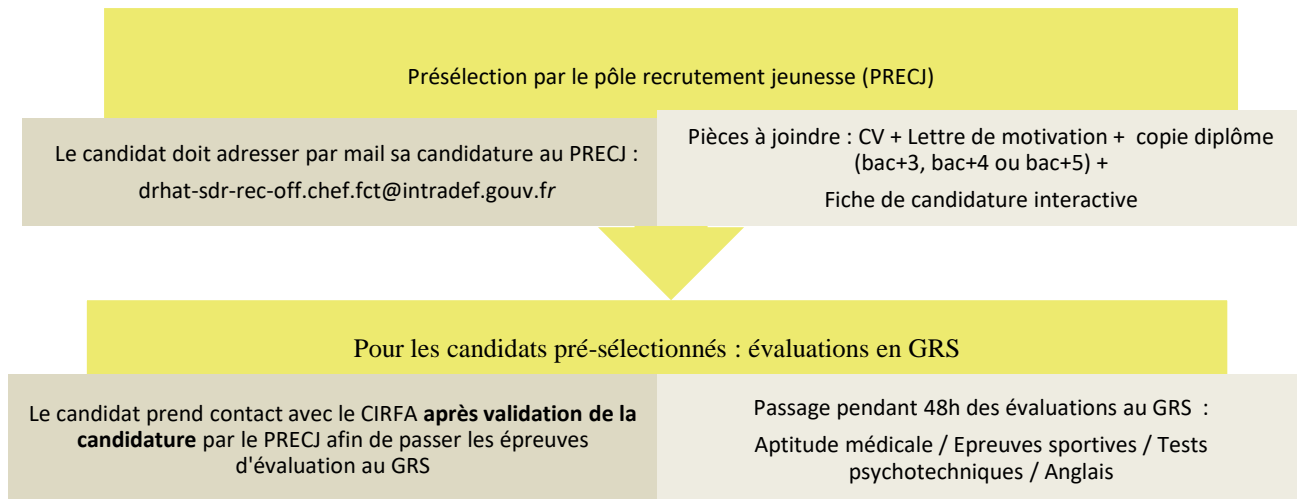 Présélection par le pôle recrutement jeunesse (PRECJ)
Le candidat doit adresser par mail sa candidature au PRECJ :
drhat-sdr-rec-off.chef.fct@intradef.gouv.fr
Pièces à joindre : CV + Lettre de motivation + copie diplôme
(bac+3, bac+4 ou bac+5) +
Fiche de candidature interactive
Pour les candidats pré-sélectionnés : évaluations en GRS
Le candidat prend contact avec le CIRFA après validation de la
candidature par le PRECJ afin de passer les épreuves
d'évaluation au GRS
Passage pendant 48h des évaluations au GRS :
Aptitude médicale / Epreuves sportives / Tests
psychotechniques / Anglais